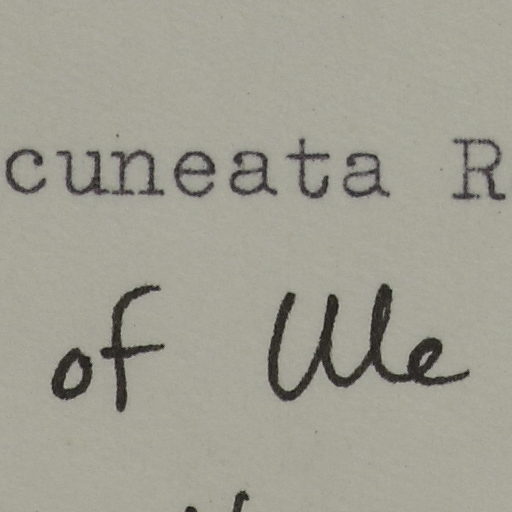 cuneata R
of Ule